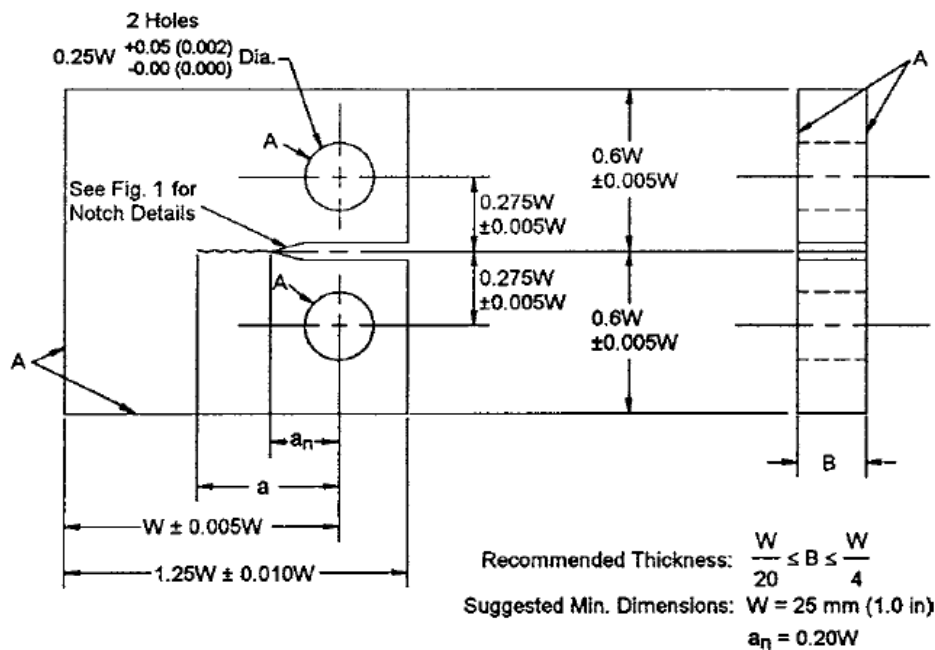 2 Holes
0.25W +0.05 (0.002) Dia.
-0.00 (0.000)
A
A
0.6W
±0.005W
See Fig. 1 for
Notch Details
0.275W
±0.005W
A
0.275W
±0.005W
0.6W
±0.005W
A
an
B
a
W ± 0.005W
1.25W ± 0.010W
Recommended Thickness: W/20 ≤ B ≤ W/4
Suggested Min. Dimensions: W = 25 mm (1.0 in)
an = 0.20W